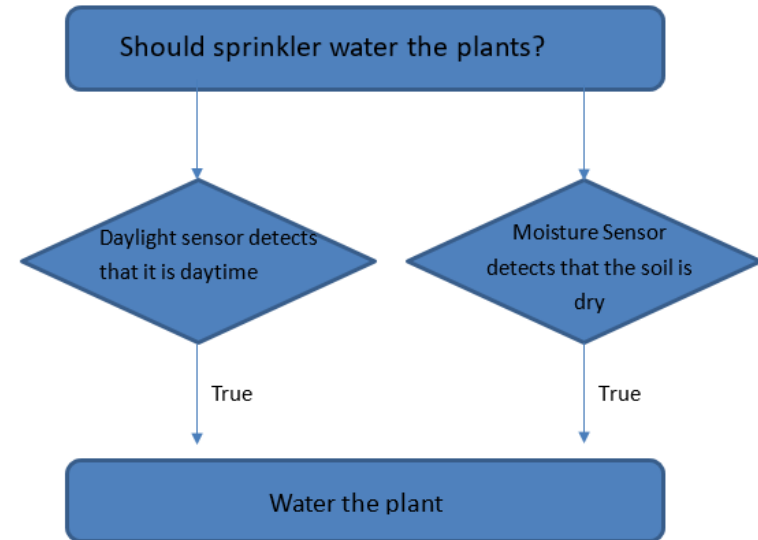 Should sprinkler water the plants?
Daylight sensor detects
that it is daytime
Moisture Sensor
detects that the soil is
dry
True
True
Water the plant